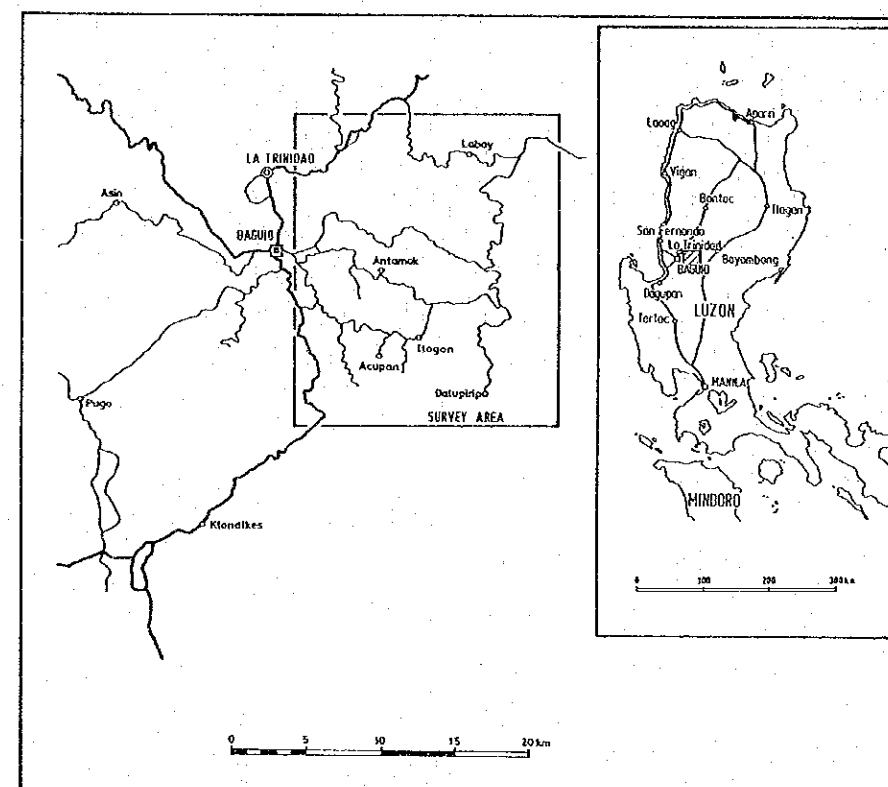 LA TRINIDAD
Labay
Asin
BAGUIO
B
Antamok
Itogon
Acupan
Pugo
Datupirip
SURVEY AREA
Klondikes
0 5 10 15 20 km
Aparri
Laoag
Vigan
Bontoc
Ilagan
San Fernando
La Trinidad
BAGUIO
Bayombong
Dagupan
LUZON
Tarlac
MANILA
MINDORO
0 100 200 300 km